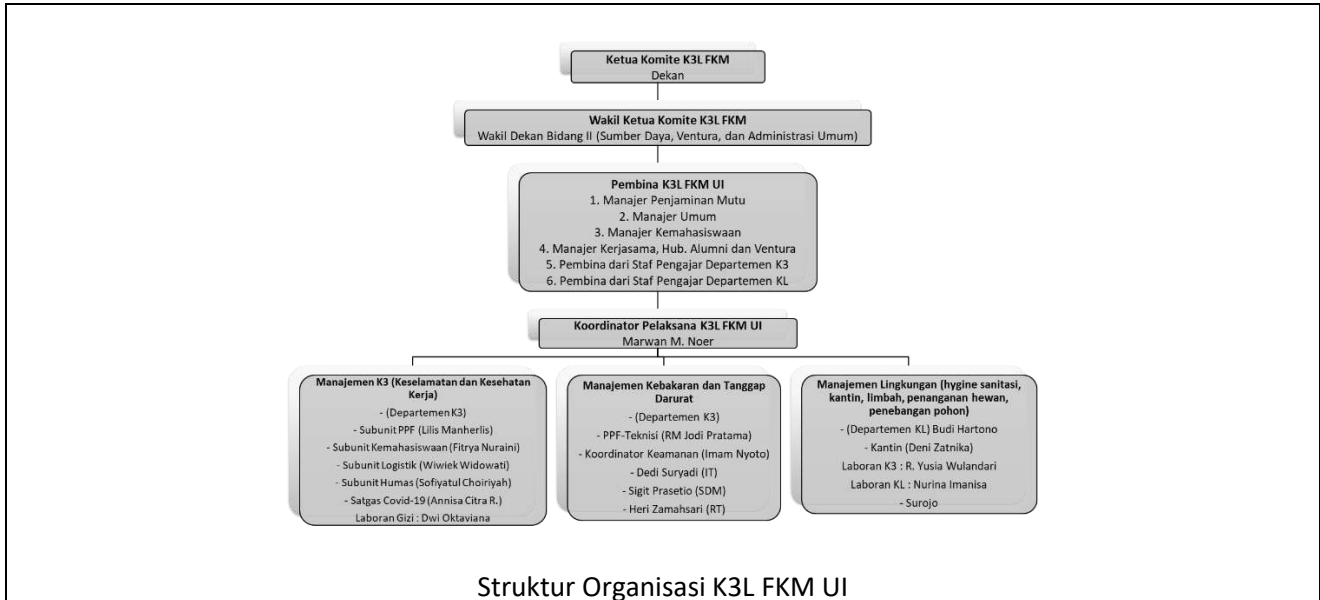 Ketua Komite K3L FKM
Dekan
Wakil Ketua Komite K3L FKM
Wakil Dekan Bidang II (Sumber Daya, Ventura, dan Administrasi Umum)
Pembina K3L FKM UI
1. Manajer Penjaminan Mutu
2. Manajer Umum
3. Manajer Kemahasiswaan
4. Manajer Kerjasama, Hub. Alumni dan Ventura
5. Pembina dari Staf Pengajar Departemen K3
6. Pembina dari Staf Pengajar Departemen KL
Koordinator Pelaksana K3L FKM UI
Marwan M. Noer
Manajemen K3 (Keselamatan dan Kesehatan
Kerja)
- (Departemen K3)
- Subunit PPF (Lilis Manherlis)
- Subunit Kemahasiswaan (Fitrya Nuraini)
- Subunit Logistik (Wiwiek Widowati)
- Subunit Humas (Sofiyatul Choiriyah)
- Satgas Covid-19 (Annisa Citra R.)
Laboran Gizi : Dwi Oktaviana
Manajemen Kebakaran dan Tanggap
Darurat
- (Departemen K3)
- PPF-Teknisi (RM Jodi Pratama)
- Koordinator Keamanan (Imam Nyoto)
- Dedi Suryadi (IT)
- Sigit Prasetio (SDM)
- Heri Zamahsari (RT)
Manajemen Lingkungan (hygine sanitasi,
kantin, limbah, penanganan hewan,
penebangan pohon)
- (Departemen KL) Budi Hartono
- Kantin (Deni Zatnika)
Laboran K3 : R. Yusia Wulandari
Laboran KL : Nurina Imanisa
- Surojo
Struktur Organisasi K3L FKM UI